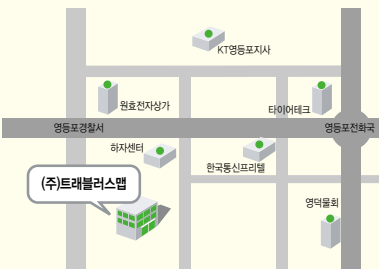 KT영등포지사
원효전자상가
타이어테크
영등포경찰서
영등포전화국
하자센터
한국통신프리텔
(주)트래블러스맵
영덕물회